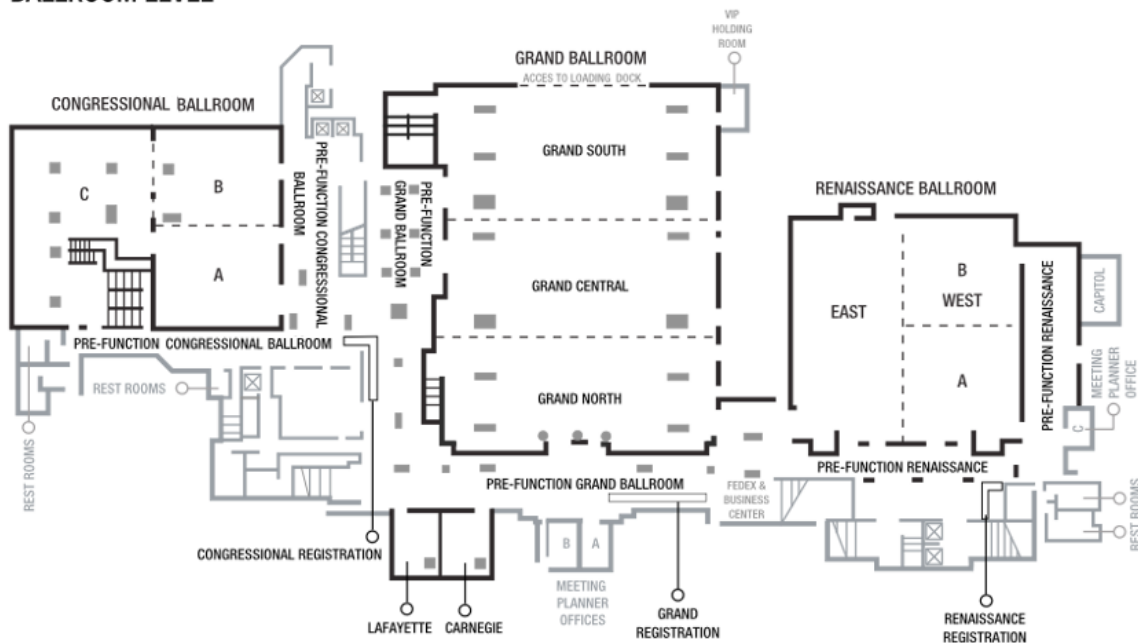 BALLROOM LEVEL
VIP
HOLDING
ROOM
GRAND BALLROOM
ACCES TO LOADING DOCK
CONGRESSIONAL BALLROOM
C
B
A
PRE-FUNCTION CONGRESSIONAL
BALLROOM
PRE-FUNCTION
GRAND BALLROOM
GRAND SOUTH
GRAND CENTRAL
GRAND NORTH
RENAISSANCE BALLROOM
EAST
B
WEST
A
PRE-FUNCTION RENAISSANCE
CAPITOL
MEETING
PLANNER
OFFICE
C
PRE-FUNCTION CONGRESSIONAL BALLROOM
REST ROOMS
REST ROOMS
PRE-FUNCTION GRAND BALLROOM
FEDEX &
BUSINESS
CENTER
PRE-FUNCTION RENAISSANCE
REST ROOMS
CONGRESSIONAL REGISTRATION
B
A
MEETING
PLANNER
OFFICES
LAFAYETTE
CARNEGIE
GRAND
REGISTRATION
RENAISSANCE
REGISTRATION